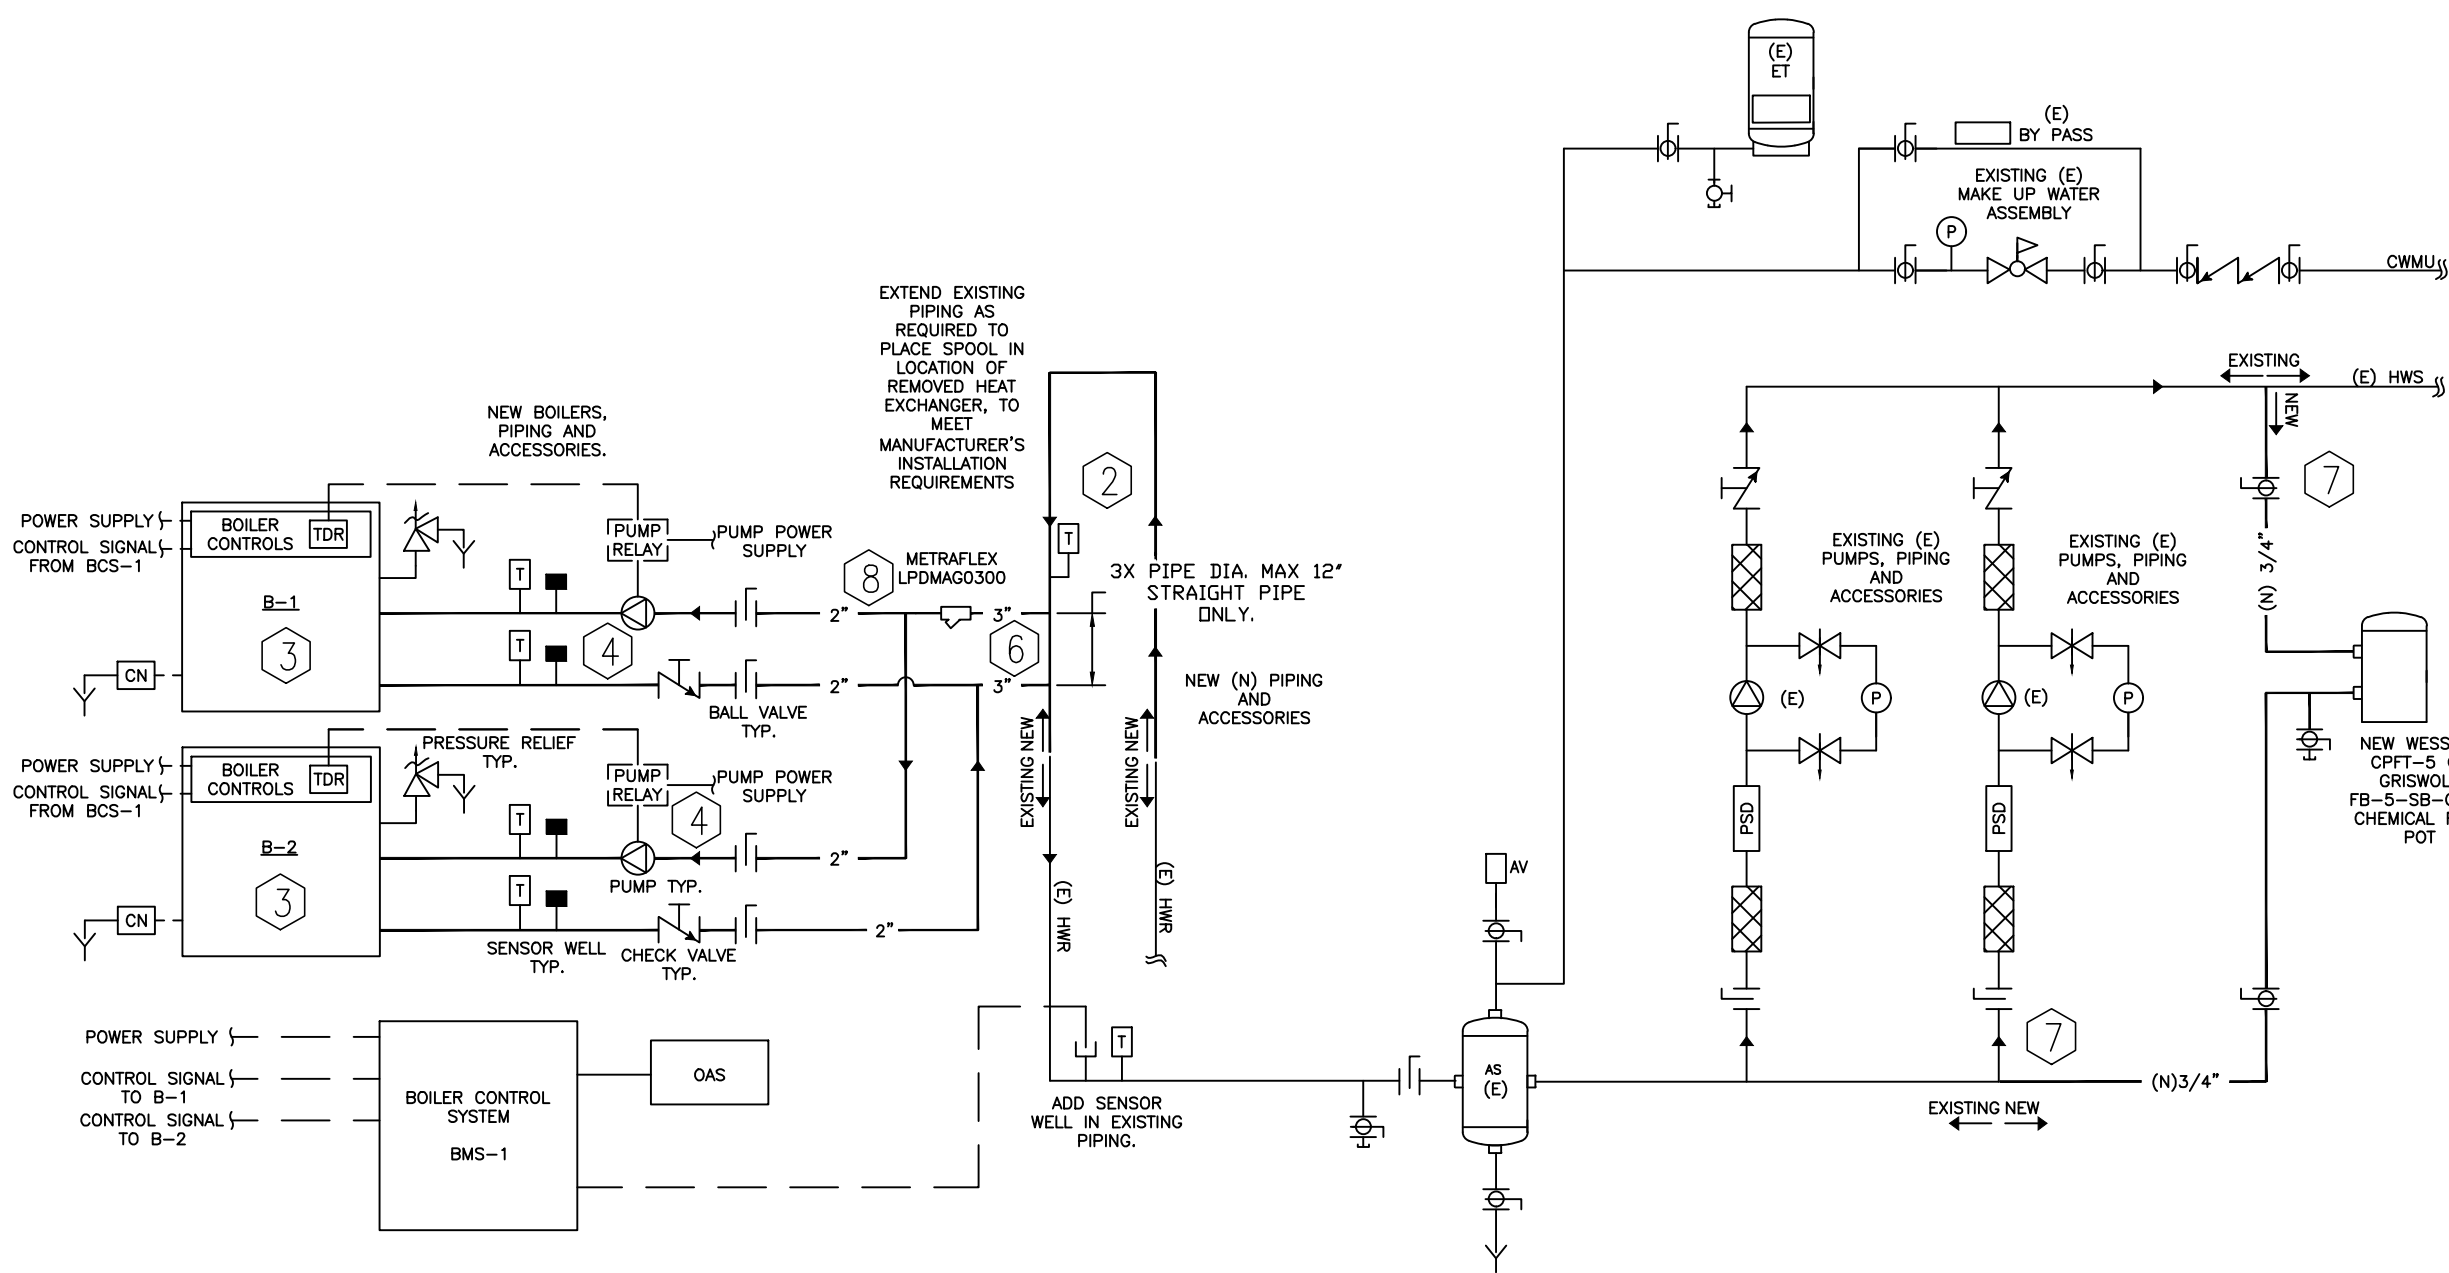 (E)
ET
(E)
BY PASS
EXISTING (E)
MAKE UP WATER
ASSEMBLY
P
CWMU
EXTEND EXISTING
PIPING AS
REQUIRED TO
PLACE SPOOL IN
LOCATION OF
REMOVED HEAT
EXCHANGER, TO
MEET
MANUFACTURER'S
INSTALLATION
REQUIREMENTS
2
T
EXISTING
(E) HWS
NEW
7
(N) 3/4"
NEW BOILERS,
PIPING AND
ACCESSORIES.
POWER SUPPLY
CONTROL SIGNAL
FROM BCS-1
BOILER
CONTROLS
TDR
B-1
3
CN
T
T
PUMP
RELAY
PUMP POWER
SUPPLY
4
8
METRAFLEX
LPDMAG0300
2"
3"
6
2"
3"
BALL VALVE
TYP.
3X PIPE DIA. MAX 12"
STRAIGHT PIPE
ONLY.
NEW (N) PIPING
AND
ACCESSORIES
EXISTING NEW
EXISTING NEW
(E) HWR
(E) HWR
PRESSURE RELIEF
TYP.
POWER SUPPLY
CONTROL SIGNAL
FROM BCS-1
BOILER
CONTROLS
TDR
B-2
3
CN
T
T
PUMP
RELAY
PUMP POWER
SUPPLY
4
PUMP TYP.
2"
2"
SENSOR WELL
TYP.
CHECK VALVE
TYP.
EXISTING (E)
PUMPS, PIPING
AND
ACCESSORIES
EXISTING (E)
PUMPS, PIPING
AND
ACCESSORIES
(E)
P
(E)
P
PSD
PSD
NEW WESS
CPFT-5
GRISWOL
FB-5-SB-
CHEMICAL
POT
AV
AS
(E)
7
(N)3/4"
EXISTING NEW
POWER SUPPLY
CONTROL SIGNAL
TO B-1
CONTROL SIGNAL
TO B-2
BOILER CONTROL
SYSTEM
BMS-1
OAS
T
ADD SENSOR
WELL IN EXISTING
PIPING.